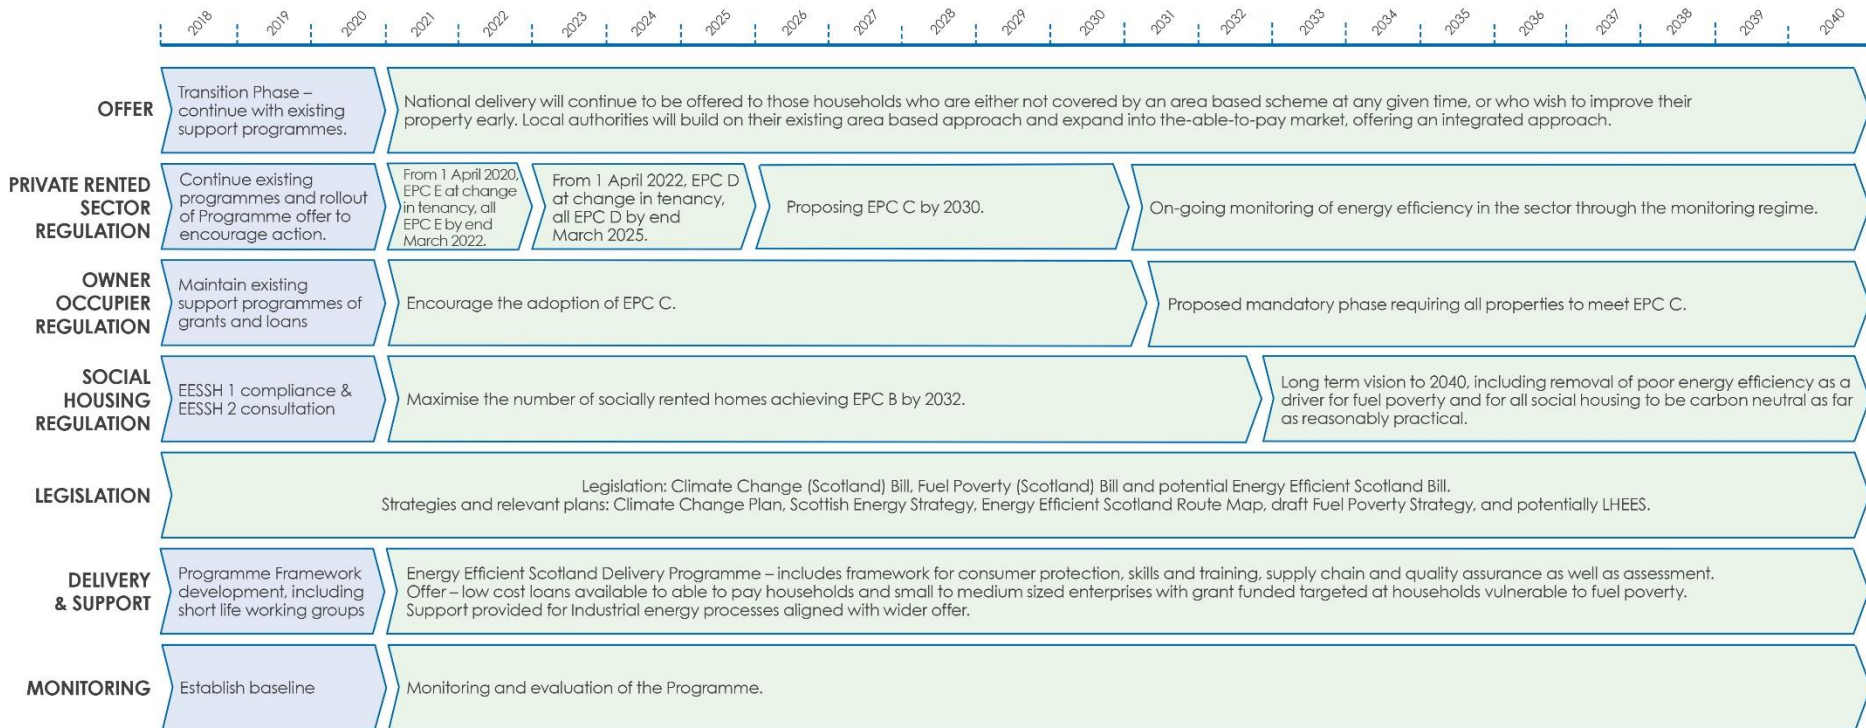 2018 2019 2020 2021 2022 2023 2024 2025 2026 2027 2028 2029 2030 2031 2032 2033 2034 2035 2036 2037 2038 2039 2040
OFFER
Transition Phase –
continue with existing
support programmes.
National delivery will continue to be offered to those households who are either not covered by an area based scheme at any given time, or who wish to improve their
property early. Local authorities will build on their existing area based approach and expand into the-able-to-pay market, offering an integrated approach.
PRIVATE RENTED
SECTOR
REGULATION
Continue existing
programmes and rollout
of Programme offer to
encourage action.
From 1 April 2020,
EPC E at change
in tenancy, all
EPC E by end
March 2022.
From 1 April 2022, EPC D
at change in tenancy,
all EPC D by end
March 2025.
Proposing EPC C by 2030.
On-going monitoring of energy efficiency in the sector through the monitoring regime.
OWNER
OCCUPIER
REGULATION
Maintain existing
support programmes of
grants and loans
Encourage the adoption of EPC C.
Proposed mandatory phase requiring all properties to meet EPC C.
SOCIAL
HOUSING
REGULATION
EESSH 1 compliance &
EESSH 2 consultation
Maximise the number of socially rented homes achieving EPC B by 2032.
Long term vision to 2040, including removal of poor energy efficiency as a
driver for fuel poverty and for all social housing to be carbon neutral as far
as reasonably practical.
LEGISLATION
Legislation: Climate Change (Scotland) Bill, Fuel Poverty (Scotland) Bill and potential Energy Efficient Scotland Bill.
Strategies and relevant plans: Climate Change Plan, Scottish Energy Strategy, Energy Efficient Scotland Route Map, draft Fuel Poverty Strategy, and potentially LHEES.
DELIVERY
& SUPPORT
Programme Framework
development, including
short life working groups
Energy Efficient Scotland Delivery Programme – includes framework for consumer protection, skills and training, supply chain and quality assurance as well as assessment.
Offer – low cost loans available to able to pay households and small to medium sized enterprises with grant funded targeted at households vulnerable to fuel poverty.
Support provided for Industrial energy processes aligned with wider offer.
MONITORING
Establish baseline
Monitoring and evaluation of the Programme.